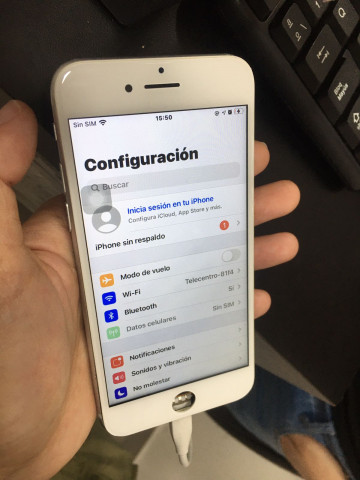 Sin SIM
15:50
Configuración
Buscar
Inicia sesión en tu iPhone
Configura iCloud, App Store y más.
iPhone sin respaldo
1
Modo de vuelo
Wi-Fi
Telecentro-8114
Bluetooth
Sí
Datos celulares
Sin SIM
Notificaciones
Sonidos y vibración
No molestar
Bloq
Mayús